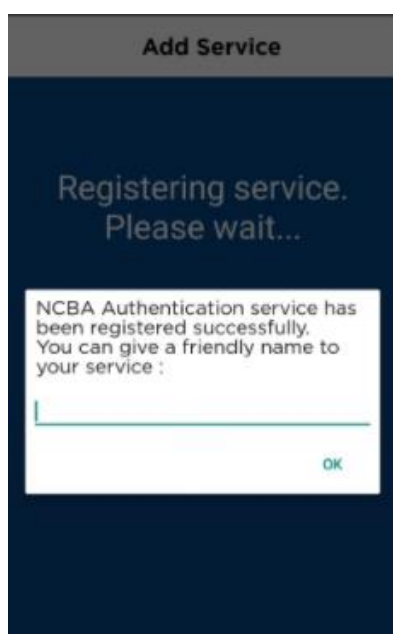 Add Service
Registering service.
Please wait...
NCBA Authentication service has
been registered successfully.
You can give a friendly name to
your service :
OK